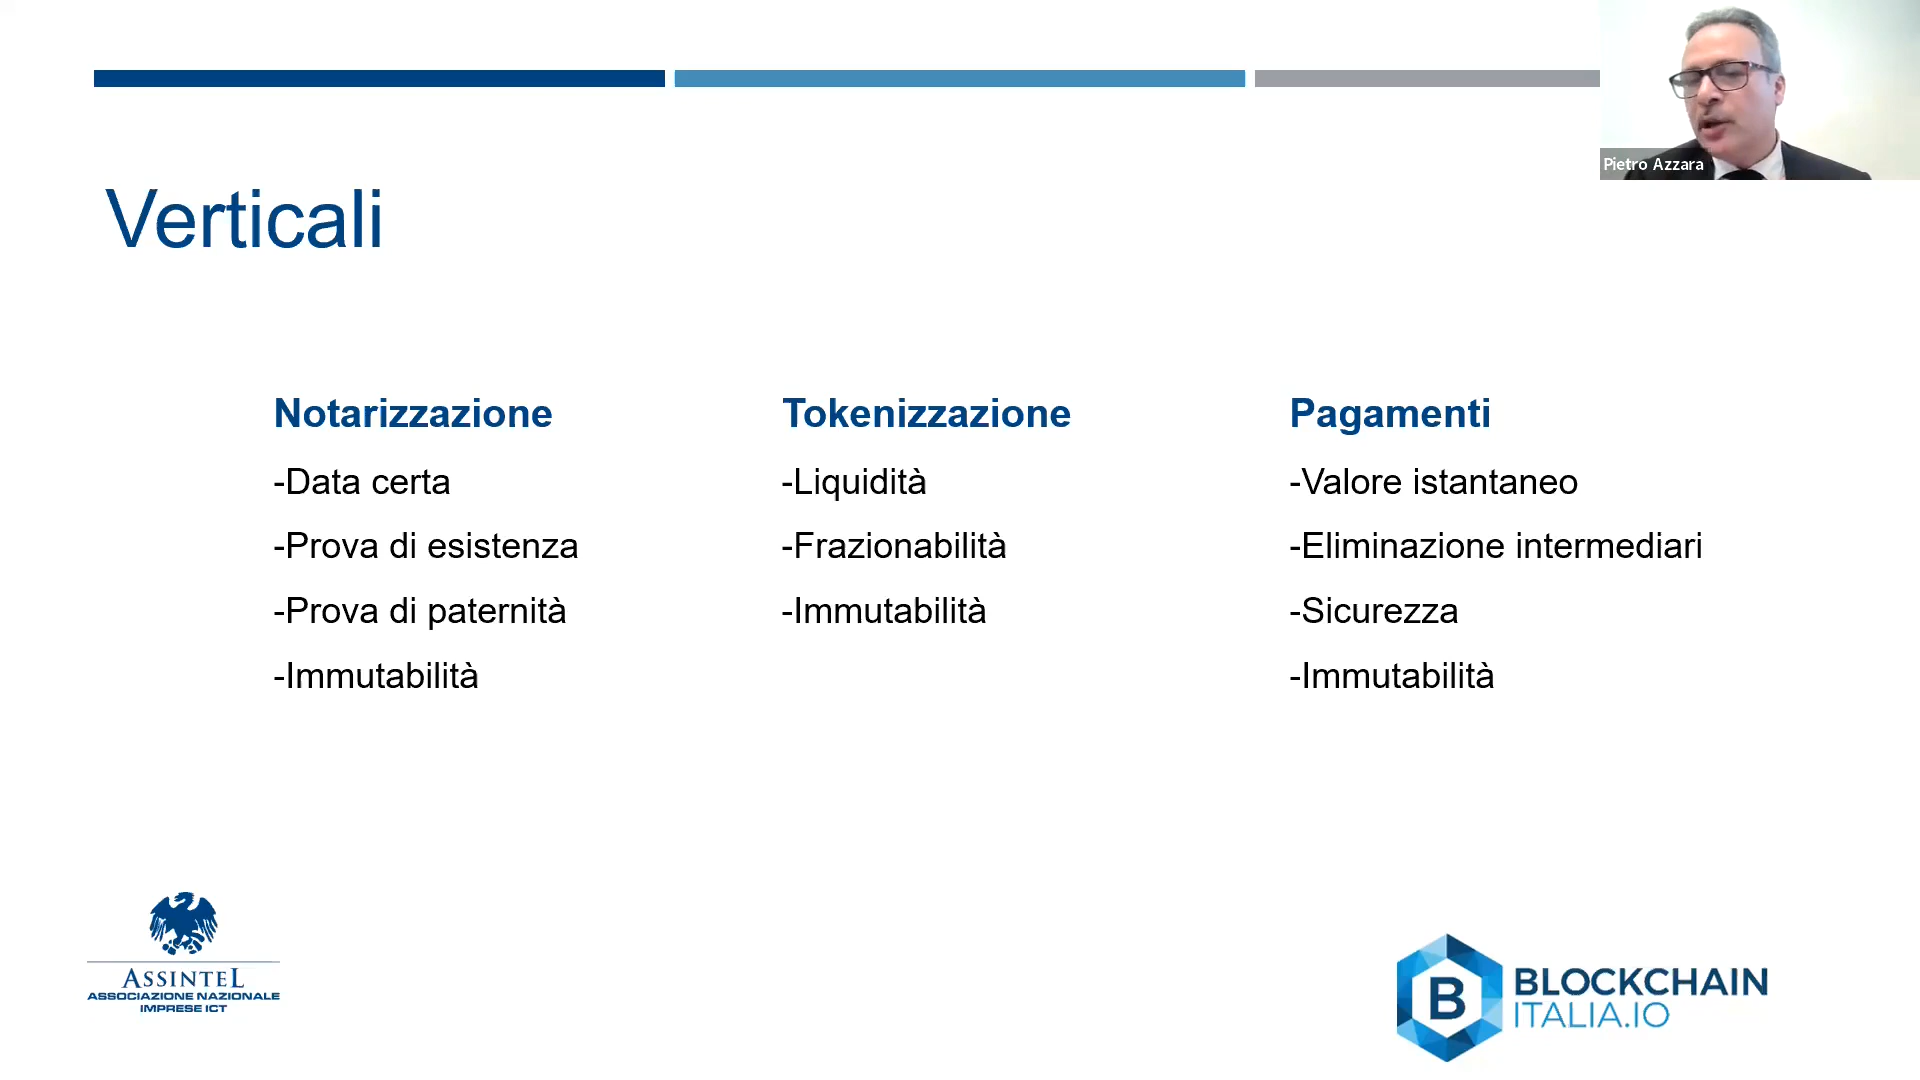 Pietro Azzara
Verticali
Notarizzazione
-Data certa
-Prova di esistenza
-Prova di paternità
-Immutabilità
Tokenizzazione
-Liquidità
-Frazionabilità
-Immutabilità
Pagamenti
-Valore istantaneo
-Eliminazione intermediari
-Sicurezza
-Immutabilità
ASSINTEL
ASSOCIAZIONE NAZIONALE
IMPRESE ICT
B
BLOCKCHAIN
ITALIA.IO